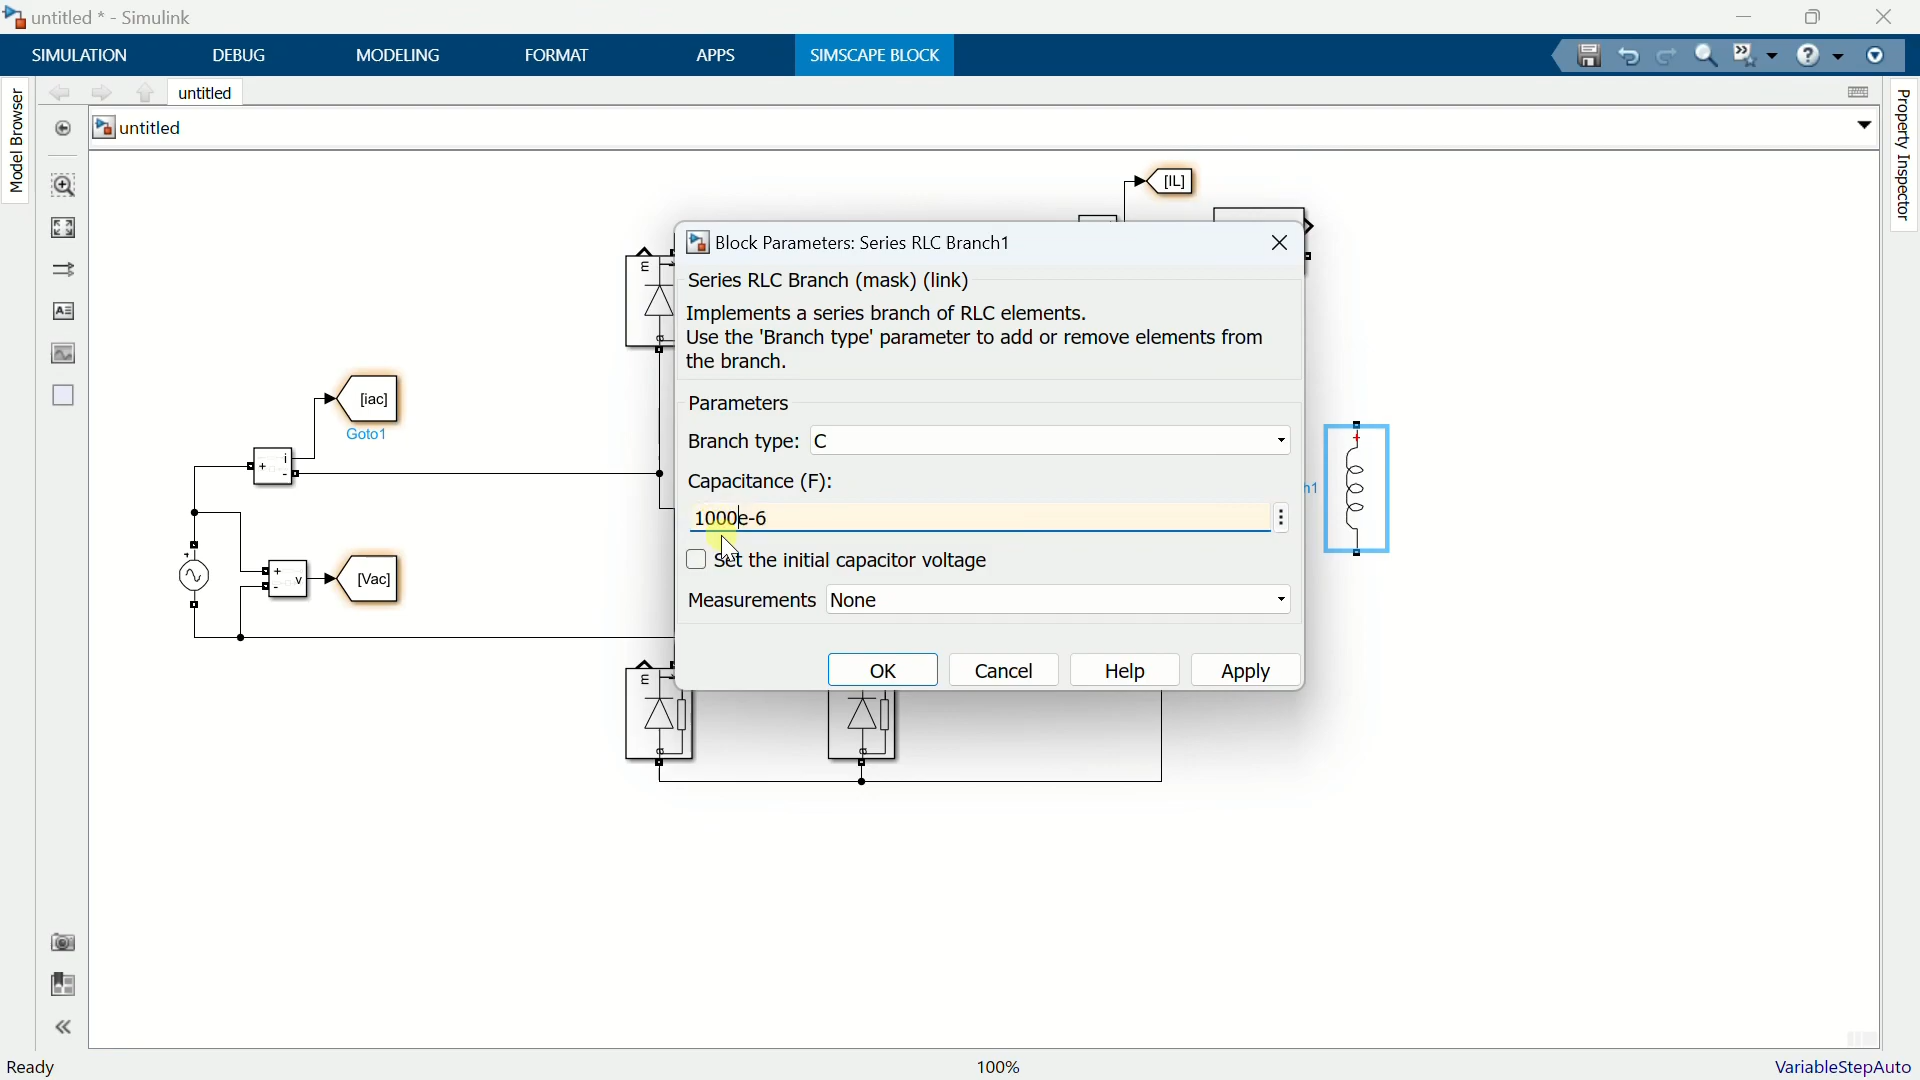 untitled * - Simulink
SIMULATION DEBUG MODELING FORMAT APPS SIMSCAPE BLOCK
untitled
untitled
Model Browser
Property Inspector
[IL]
Block Parameters: Series RLC Branch1
Series RLC Branch (mask) (link)
Implements a series branch of RLC elements.
Use the 'Branch type' parameter to add or remove elements from
the branch.
Parameters
Branch type: C
Capacitance (F):
1000e-6
Set the initial capacitor voltage
Measurements None
OK Cancel Help Apply
m
a
[iac]
Goto1
i
+
-
h1
+
+
v
-
[Vac]
+
m
a
a
Ready
100%
VariableStepAuto